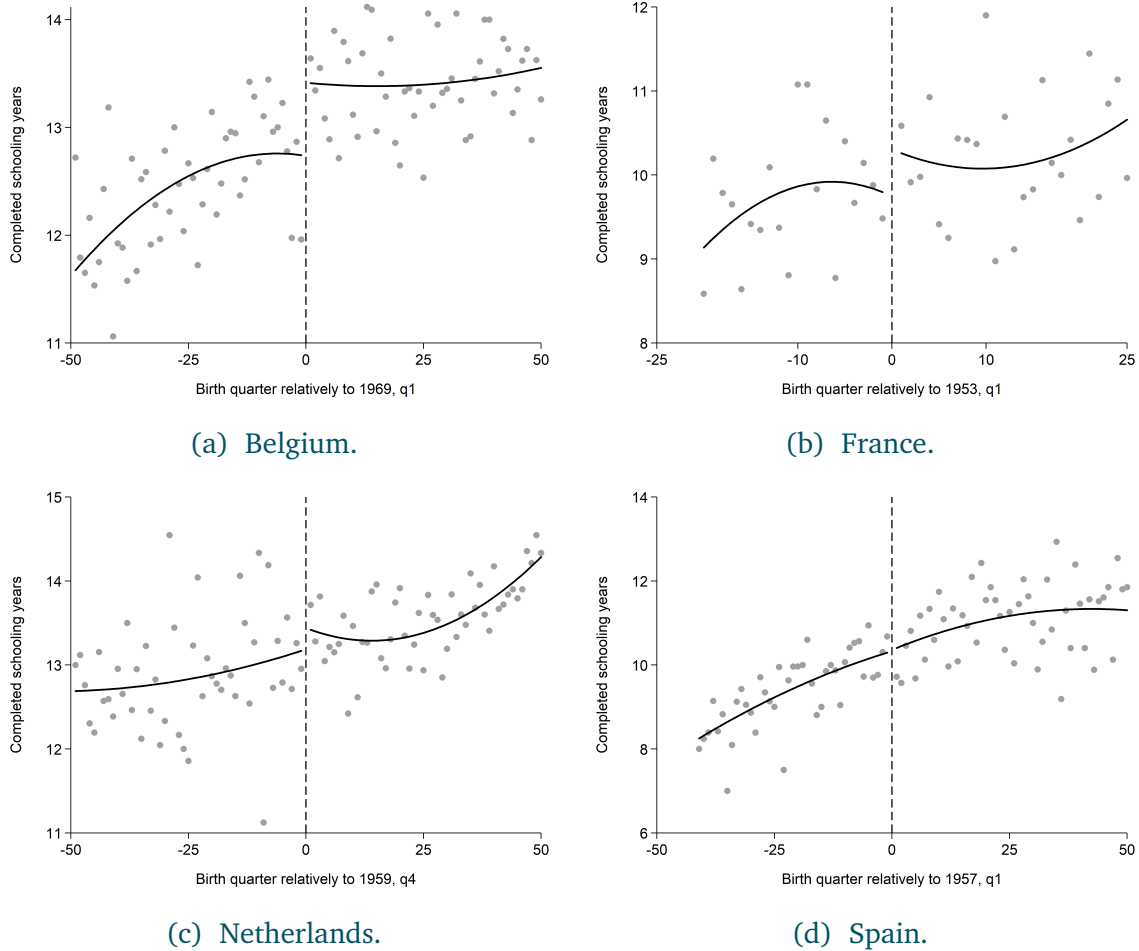 14
13
12
11
Completed schooling years
-50 -25 0 25 50
Birth quarter relatively to 1969, q1
(a) Belgium.
12
11
10
9
8
Completed schooling years
-25 -10 0 10 25
Birth quarter relatively to 1953, q1
(b) France.
15
14
13
12
11
Completed schooling years
-50 -25 0 25 50
Birth quarter relatively to 1959, q4
(c) Netherlands.
14
12
10
8
6
Completed schooling years
-50 -25 0 25 50
Birth quarter relatively to 1957, q1
(d) Spain.